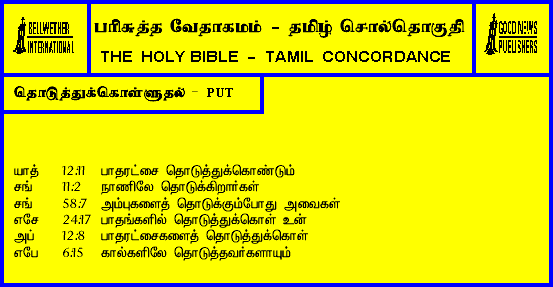 BELLWETHER
INTERNATIONAL
பரிசுத்த வேதாகமம் - தமிழ் சொல்தொகுதி
THE HOLY BIBLE - TAMIL CONCORDANCE
GOOD NEWS
PUBLISHERS
தொடுத்துக்கொள்ளுதல் - PUT
யாத் 12:11 பாதரட்சை தொடுத்துக்கொண்டும்
சங் 11:2 நாணிலே தொடுக்கிறார்கள்
சங் 58:7 அம்புகளைத் தொடுக்கும்போது அவைகள்
எசே 24:17 பாதங்களில் தொடுத்துக்கொள் உன்
அப் 12:8 பாதரட்சைகளைத் தொடுத்துக்கொள்
எபே 6:15 கால்களிலே தொடுத்தவர்களாயும்